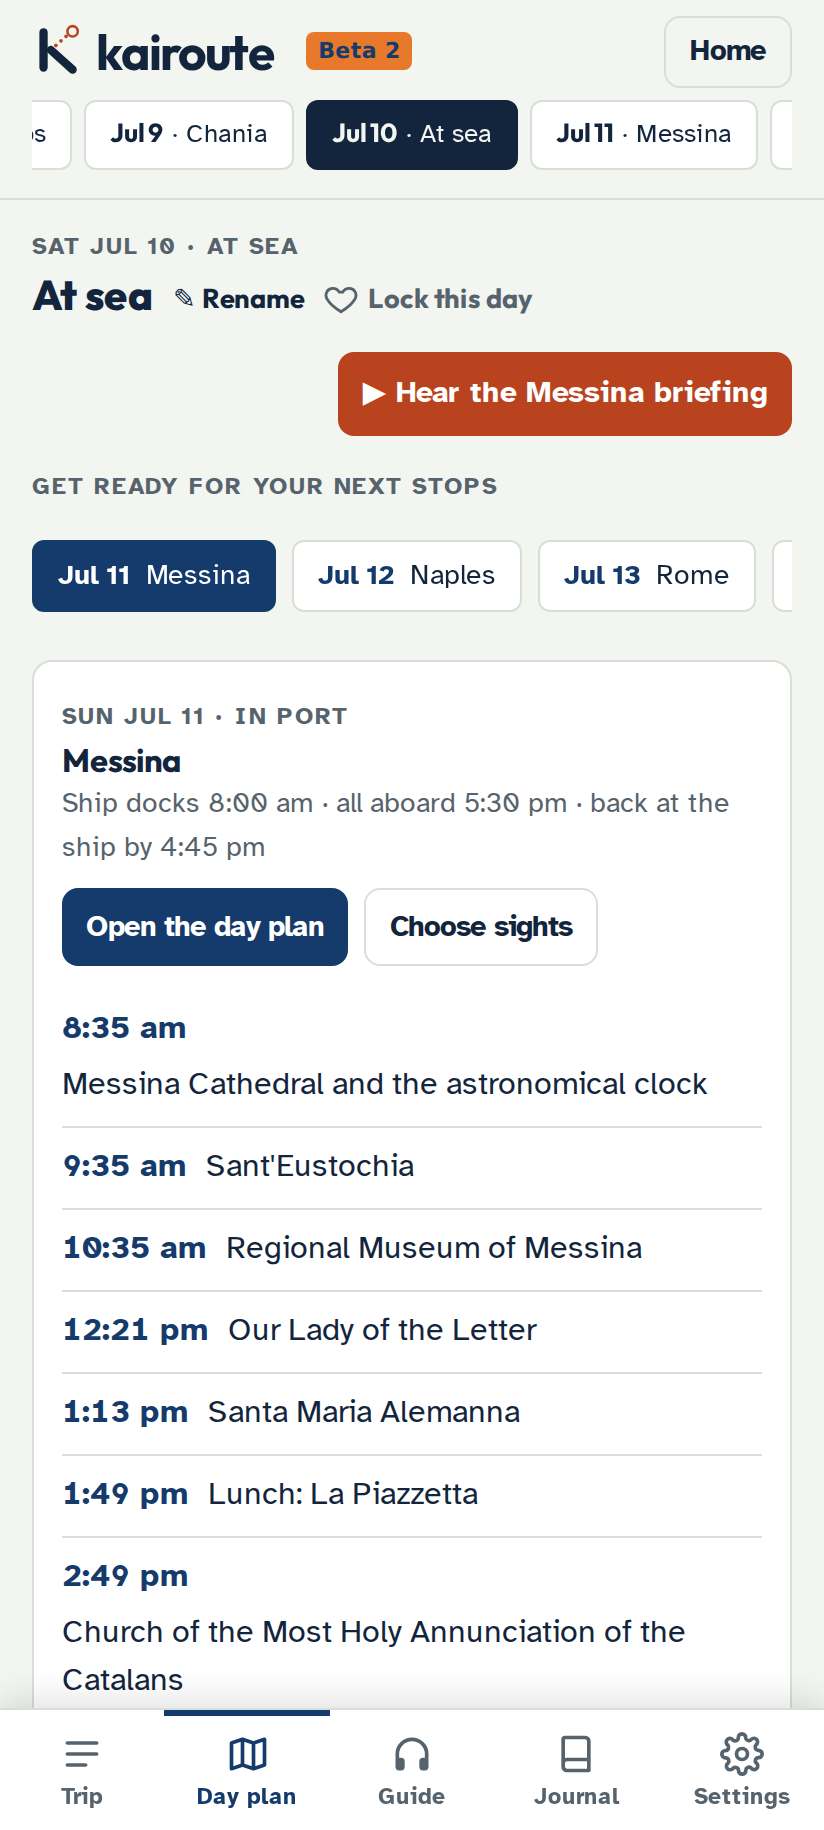 kairoute
Beta 2
Home
Jul 9 · Chania
Jul 10 · At sea
Jul 11 · Messina
SAT JUL 10 · AT SEA
At sea
✎ Rename
Lock this day
▶ Hear the Messina briefing
GET READY FOR YOUR NEXT STOPS
Jul 11 Messina
Jul 12 Naples
Jul 13 Rome
SUN JUL 11 · IN PORT
Messina
Ship docks 8:00 am · all aboard 5:30 pm · back at the
ship by 4:45 pm
Open the day plan
Choose sights
8:35 am
Messina Cathedral and the astronomical clock
9:35 am Sant'Eustochia
10:35 am Regional Museum of Messina
12:21 pm Our Lady of the Letter
1:13 pm Santa Maria Alemanna
1:49 pm Lunch: La Piazzetta
2:49 pm
Church of the Most Holy Annunciation of the
Catalans
Trip
Day plan
Guide
Journal
Settings